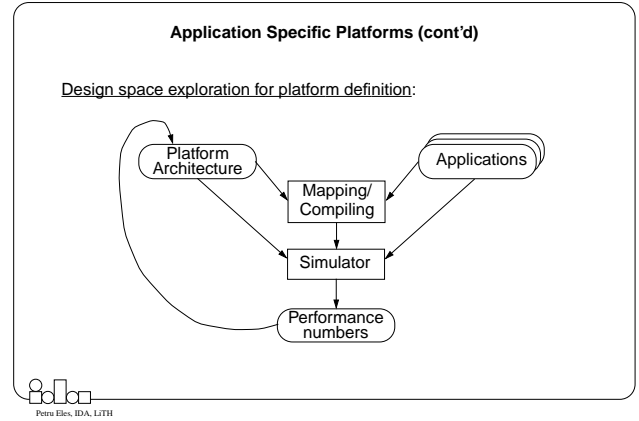 Application Specific Platforms (cont’d)
Design space exploration for platform definition:
Platform
Architecture
Applications
Mapping/
Compiling
Simulator
Performance
numbers
Petru Eles, IDA, LiTH